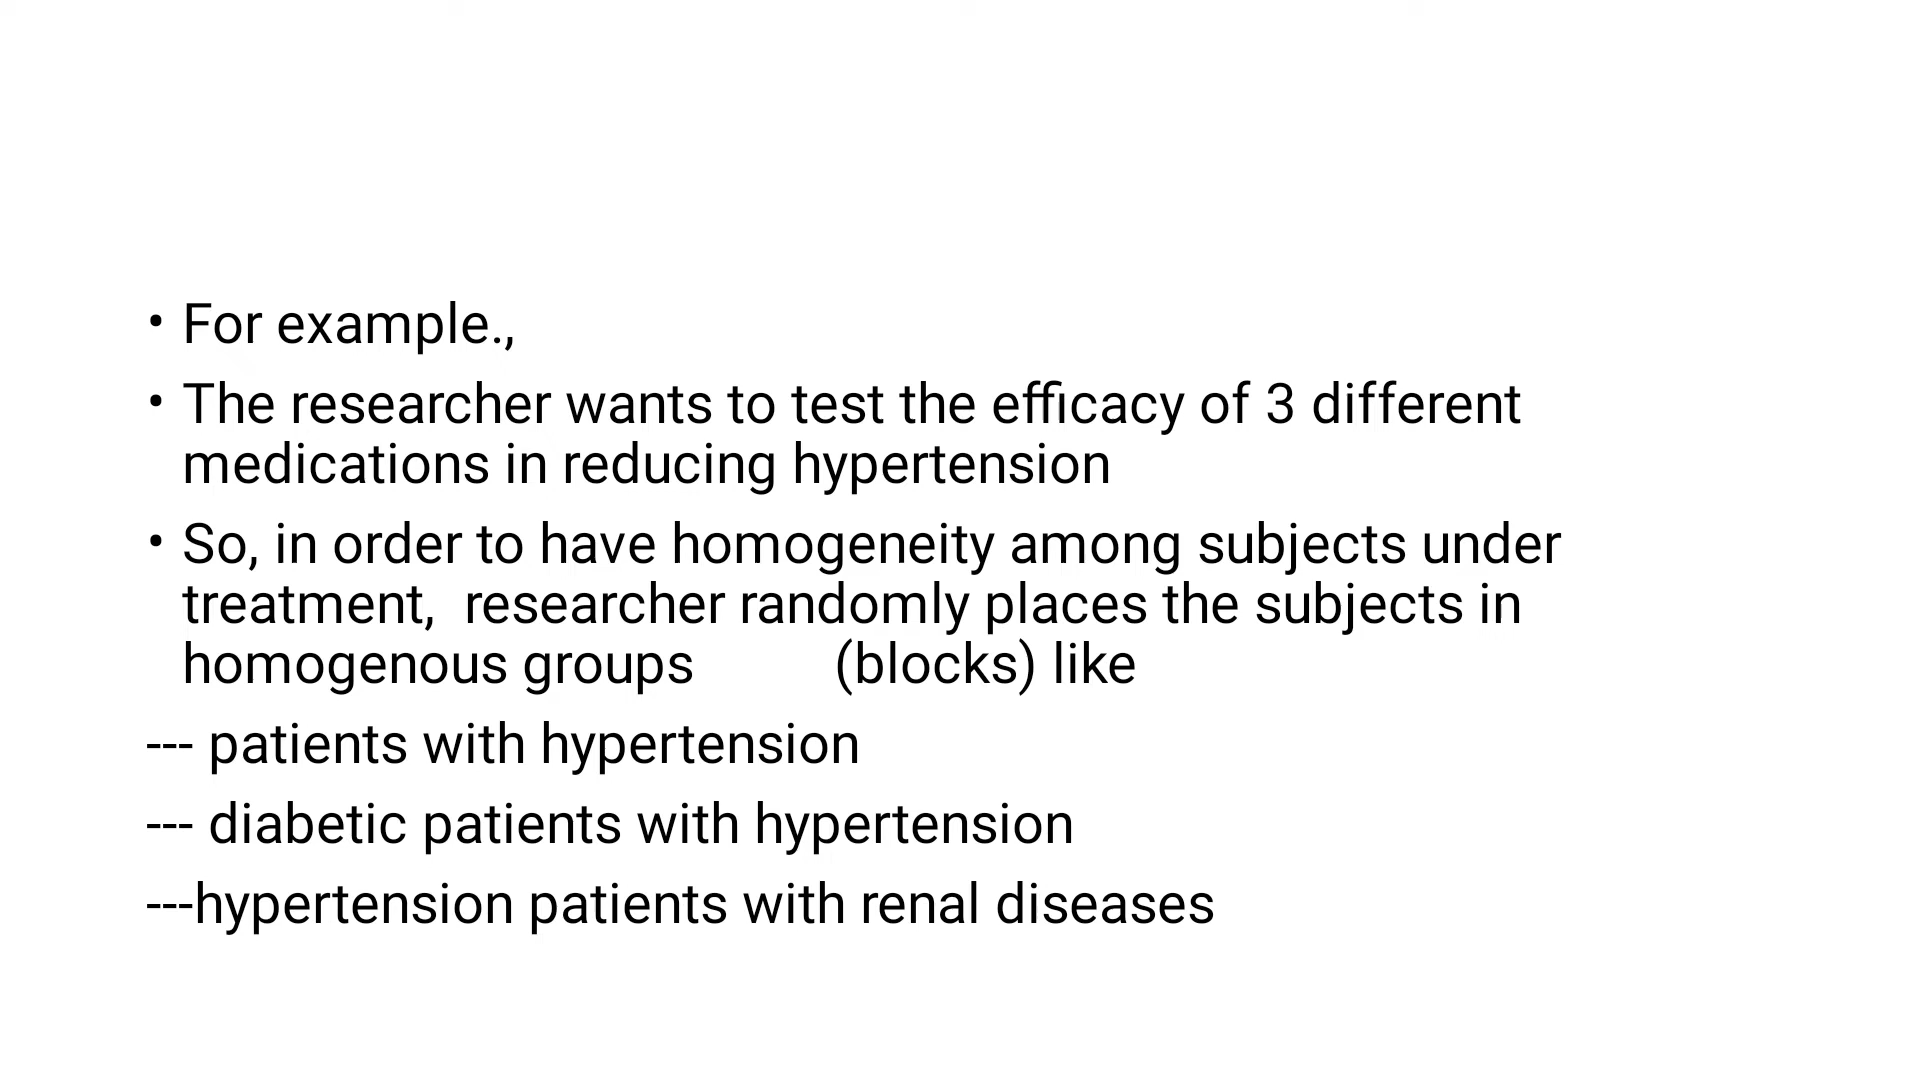 • For example.,
• The researcher wants to test the efficacy of 3 different
medications in reducing hypertension
• So, in order to have homogeneity among subjects under
treatment,  researcher randomly places the subjects in
homogenous groups          (blocks) like
--- patients with hypertension
--- diabetic patients with hypertension
---hypertension patients with renal diseases